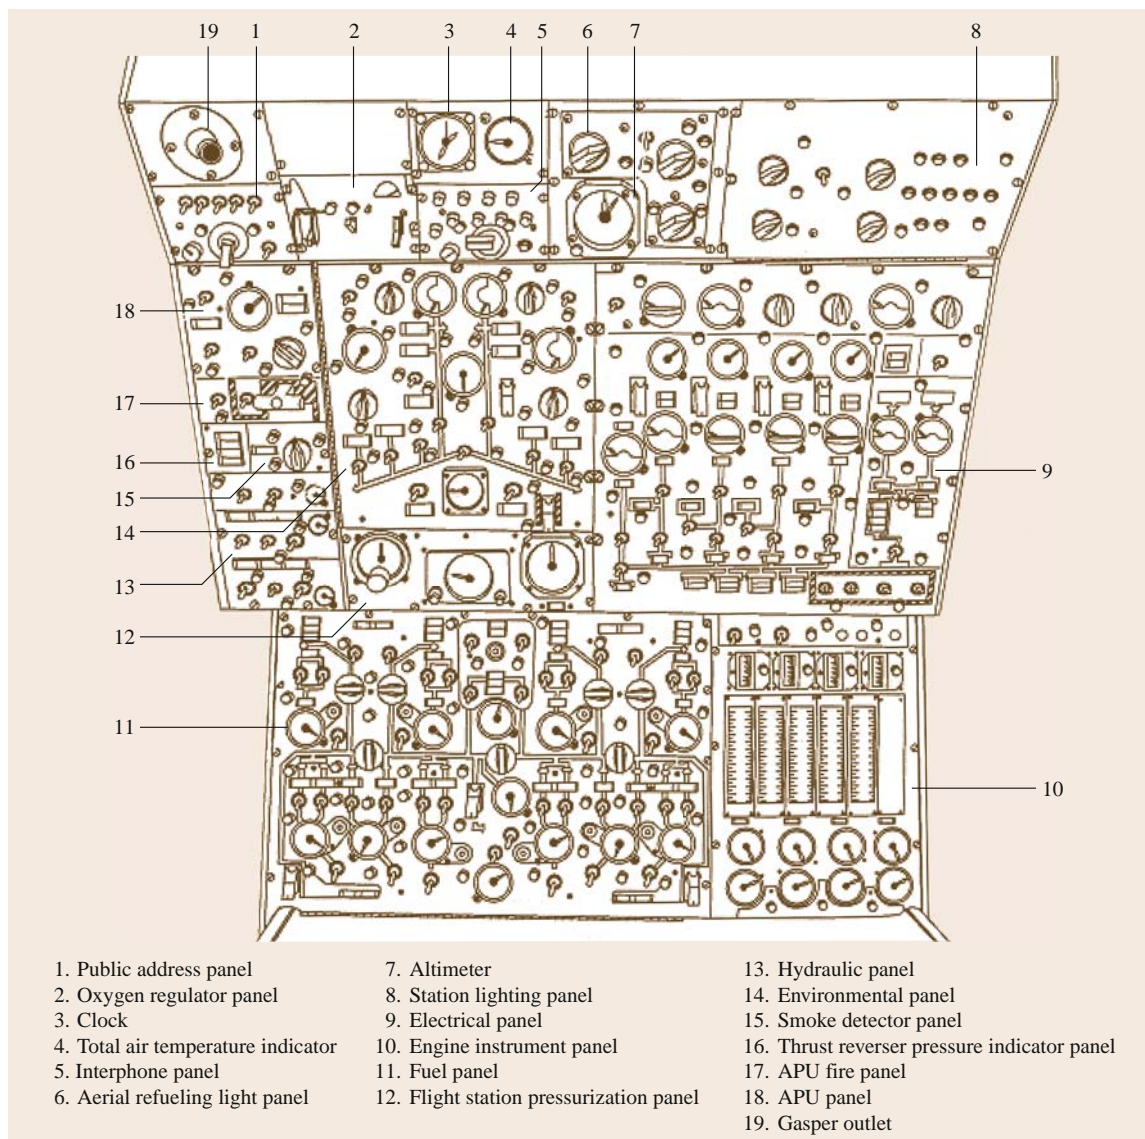 19 1 2 3 4 5 6 7 8
18
17
16
15
14
13
12
11
9
10
1. Public address panel
2. Oxygen regulator panel
3. Clock
4. Total air temperature indicator
5. Interphone panel
6. Aerial refueling light panel
7. Altimeter
8. Station lighting panel
9. Electrical panel
10. Engine instrument panel
11. Fuel panel
12. Flight station pressurization panel
13. Hydraulic panel
14. Environmental panel
15. Smoke detector panel
16. Thrust reverser pressure indicator panel
17. APU fire panel
18. APU panel
19. Gasper outlet